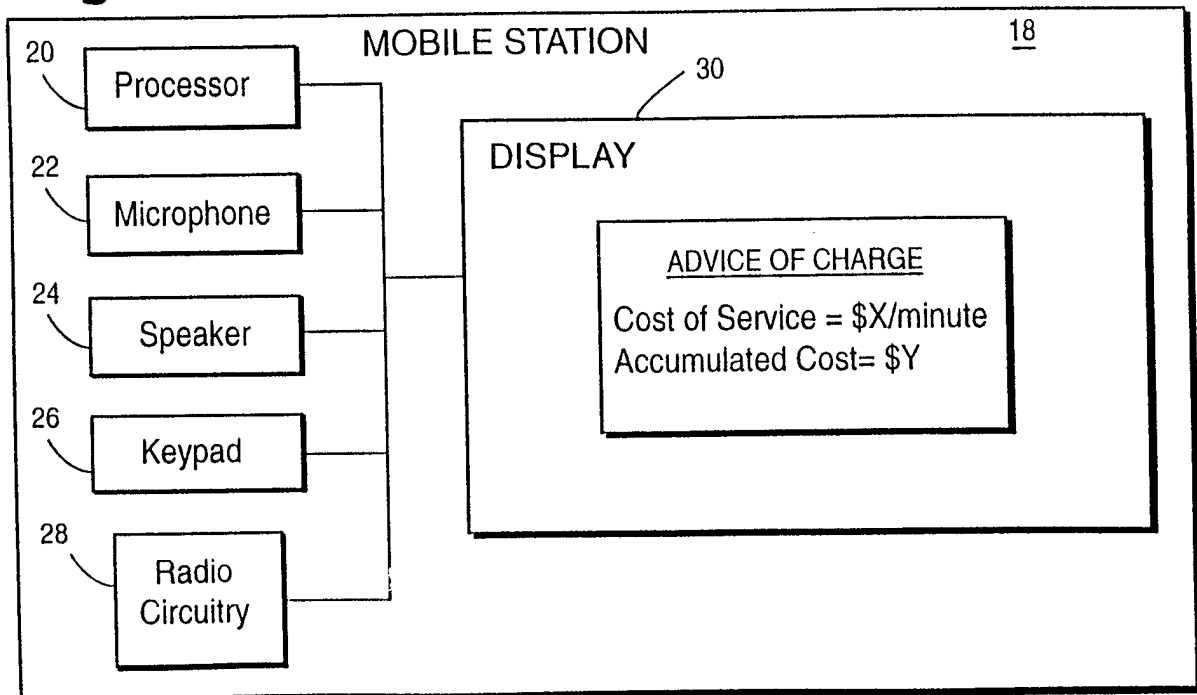 MOBILE STATION
18
20
Processor
30
DISPLAY
22
Microphone
ADVICE OF CHARGE
24
Speaker
Cost of Service = $X/minute
Accumulated Cost= $Y
26
Keypad
28
Radio
Circuitry